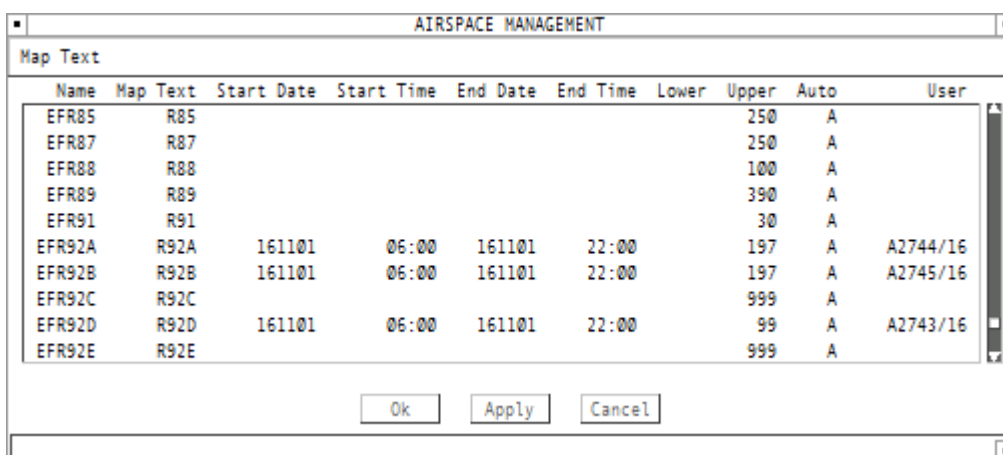 AIRSPACE MANAGEMENT
Map Text
Name Map Text Start Date Start Time End Date End Time Lower Upper Auto User
EFR85 R85 250 A
EFR87 R87 250 A
EFR88 R88 100 A
EFR89 R89 390 A
EFR91 R91 30 A
EFR92A R92A 161101 06:00 161101 22:00 197 A A2744/16
EFR92B R92B 161101 06:00 161101 22:00 197 A A2745/16
EFR92C R92C 999 A
EFR92D R92D 161101 06:00 161101 22:00 99 A A2743/16
EFR92E R92E 999 A
Ok Apply Cancel